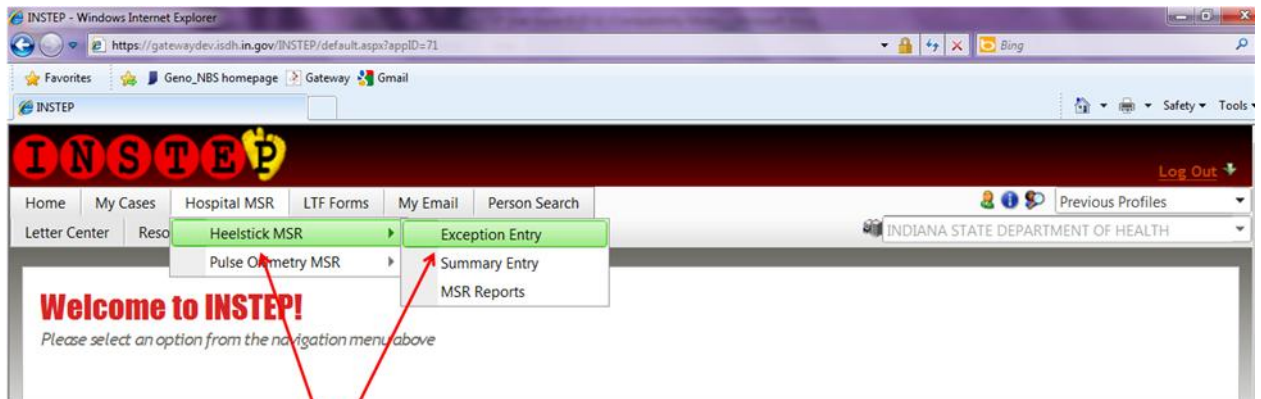 INSTEP - Windows Internet Explorer
https://gatewaydev.isdh.in.gov/INSTEP/default.aspx?appID=71
Bing
Favorites Geno_NBS homepage Gateway Gmail
INSTEP Safety Tools
INSTEP
Log Out
Home My Cases Hospital MSR LTF Forms My Email Person Search Previous Profiles
Letter Center Reso Heelstick MSR Exception Entry INDIANA STATE DEPARTMENT OF HEALTH
Pulse Oximetry MSR Summary Entry
MSR Reports
Welcome to INSTEP!
Please select an option from the navigation menu above